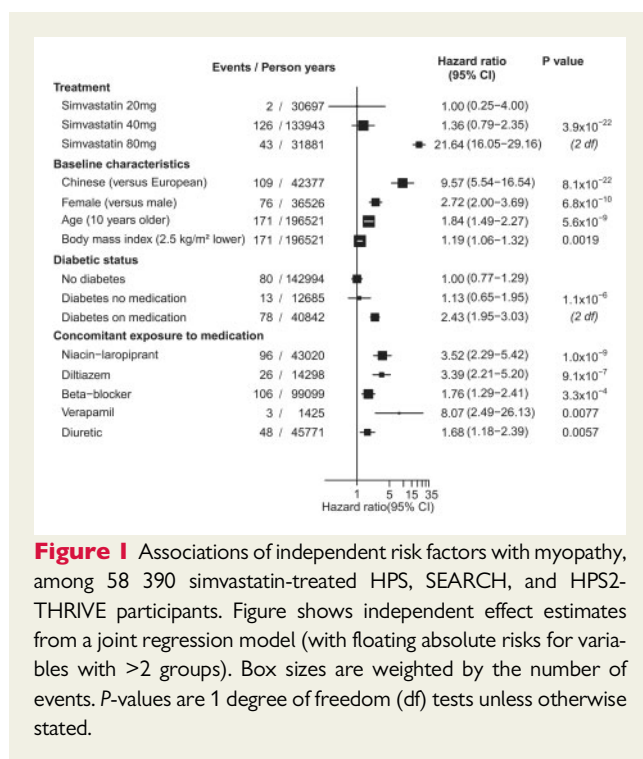 Events / Person years Hazard ratio (95% CI) P value
Treatment
Simvastatin 20mg 2 / 30697 1.00 (0.25−4.00)
Simvastatin 40mg 126 / 133943 1.36 (0.79−2.35) 3.9x10⁻²²
Simvastatin 80mg 43 / 31881 21.64 (16.05−29.16) (2 df)
Baseline characteristics
Chinese (versus European) 109 / 42377 9.57 (5.54−16.54) 8.1x10⁻²²
Female (versus male) 76 / 36526 2.72 (2.00−3.69) 6.8x10⁻¹⁰
Age (10 years older) 171 / 196521 1.84 (1.49−2.27) 5.6x10⁻⁹
Body mass index (2.5 kg/m² lower) 171 / 196521 1.19 (1.06−1.32) 0.0019
Diabetic status
No diabetes 80 / 142994 1.00 (0.77−1.29)
Diabetes no medication 13 / 12685 1.13 (0.65−1.95) 1.1x10⁻⁶
Diabetes on medication 78 / 40842 2.43 (1.95−3.03) (2 df)
Concomitant exposure to medication
Niacin−laropiprant 96 / 43020 3.52 (2.29−5.42) 1.0x10⁻⁹
Diltiazem 26 / 14298 3.39 (2.21−5.20) 9.1x10⁻⁷
Beta−blocker 106 / 99099 1.76 (1.29−2.41) 3.3x10⁻⁴
Verapamil 3 / 1425 8.07 (2.49−26.13) 0.0077
Diuretic 48 / 45771 1.68 (1.18−2.39) 0.0057
1 5 15 35
Hazard ratio(95% CI)
Figure 1 Associations of independent risk factors with myopathy,
among 58 390 simvastatin-treated HPS, SEARCH, and HPS2-
THRIVE participants. Figure shows independent effect estimates
from a joint regression model (with floating absolute risks for varia-
bles with >2 groups). Box sizes are weighted by the number of
events. P-values are 1 degree of freedom (df) tests unless otherwise
stated.